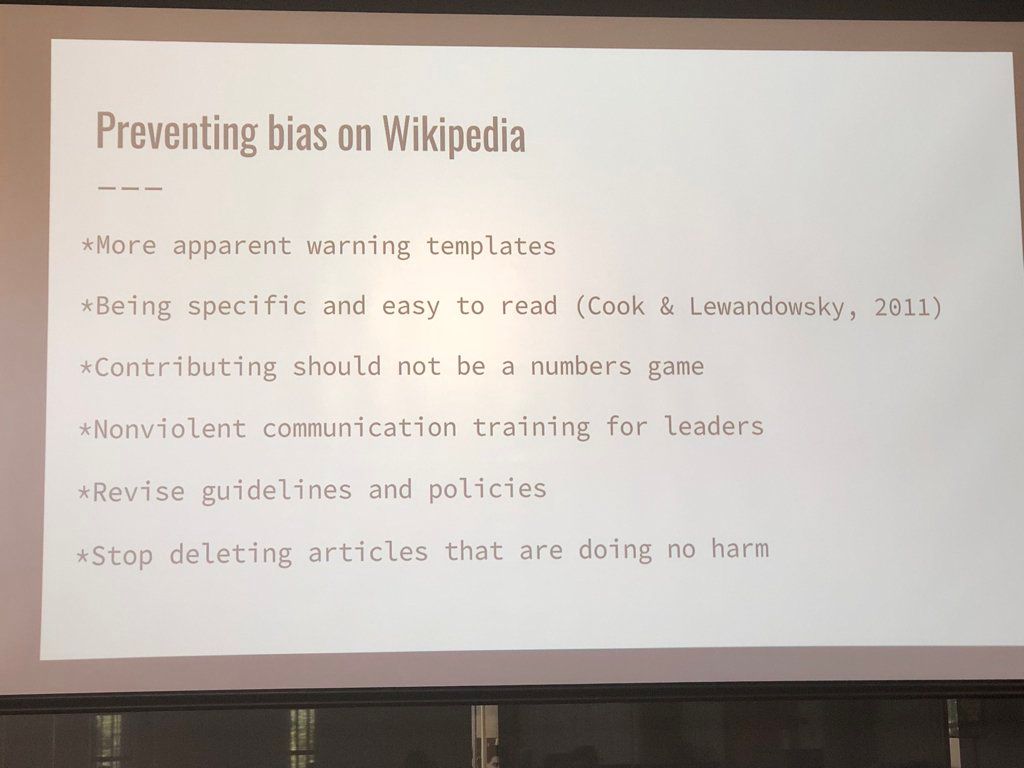 Preventing bias on Wikipedia
---
*More apparent warning templates
*Being specific and easy to read (Cook & Lewandowsky, 2011)
*Contributing should not be a numbers game
*Nonviolent communication training for leaders
*Revise guidelines and policies
*Stop deleting articles that are doing no harm